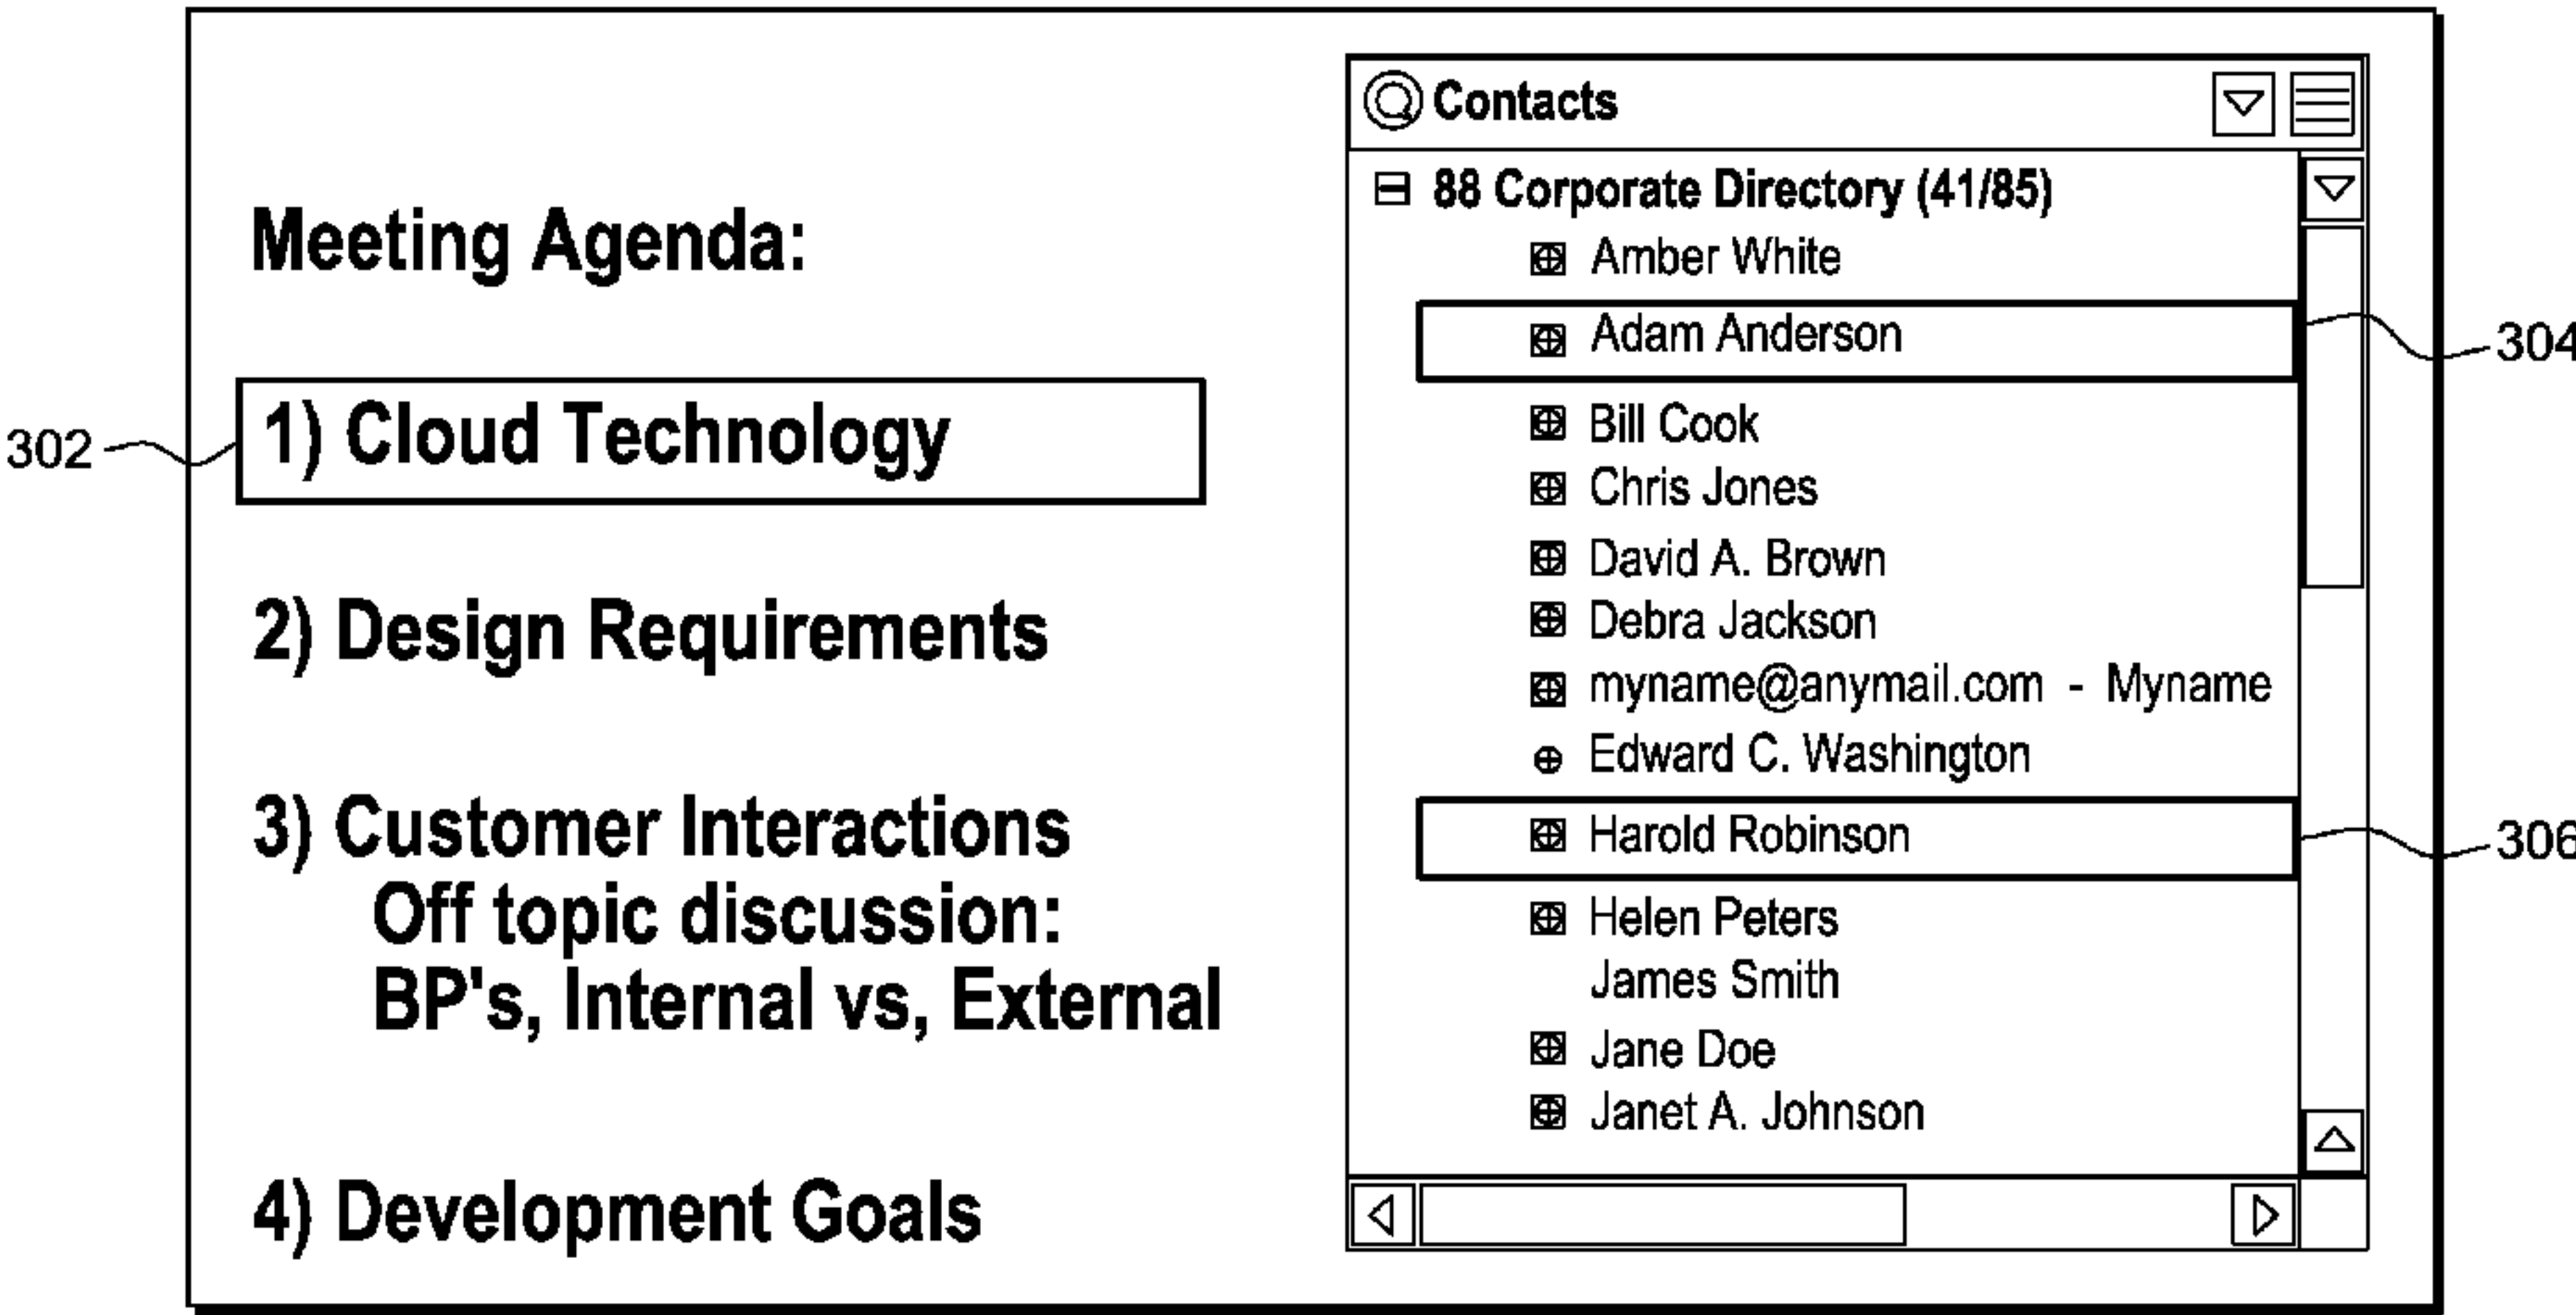 Meeting Agenda:
302
1) Cloud Technology
2) Design Requirements
3) Customer Interactions
Off topic discussion:
BP's, Internal vs, External
4) Development Goals
Contacts
88 Corporate Directory (41/85)
Amber White
Adam Anderson
304
Bill Cook
Chris Jones
David A. Brown
Debra Jackson
myname@anymail.com - Myname
Edward C. Washington
Harold Robinson
306
Helen Peters
James Smith
Jane Doe
Janet A. Johnson